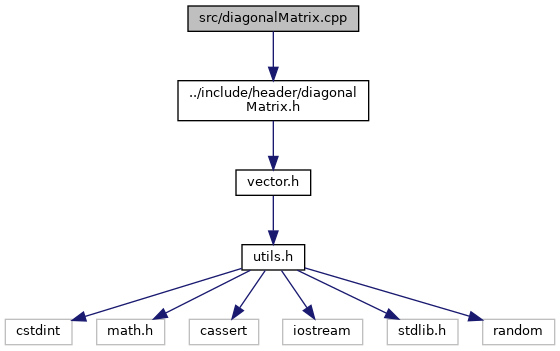 src/diagonalMatrix.cpp
../include/header/diagonal
Matrix.h
vector.h
utils.h
cstdint
math.h
cassert
iostream
stdlib.h
random